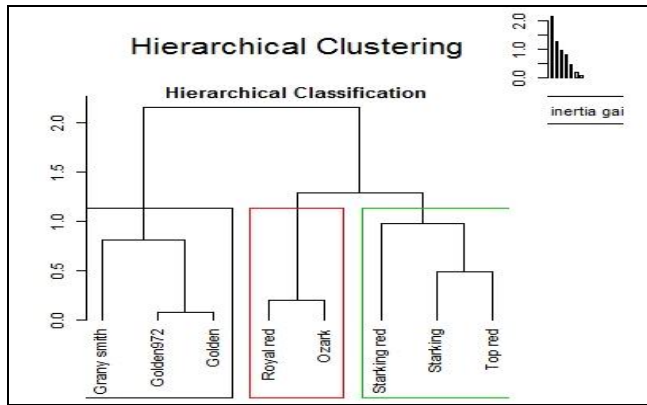 Hierarchical Clustering
2.0
1.0
0.0
inertia gai
Hierarchical Classification
2.0
1.5
1.0
0.5
0.0
Grany smith
Golden972
Golden
Royal red
Ozark
Starking red
Starking
Top red